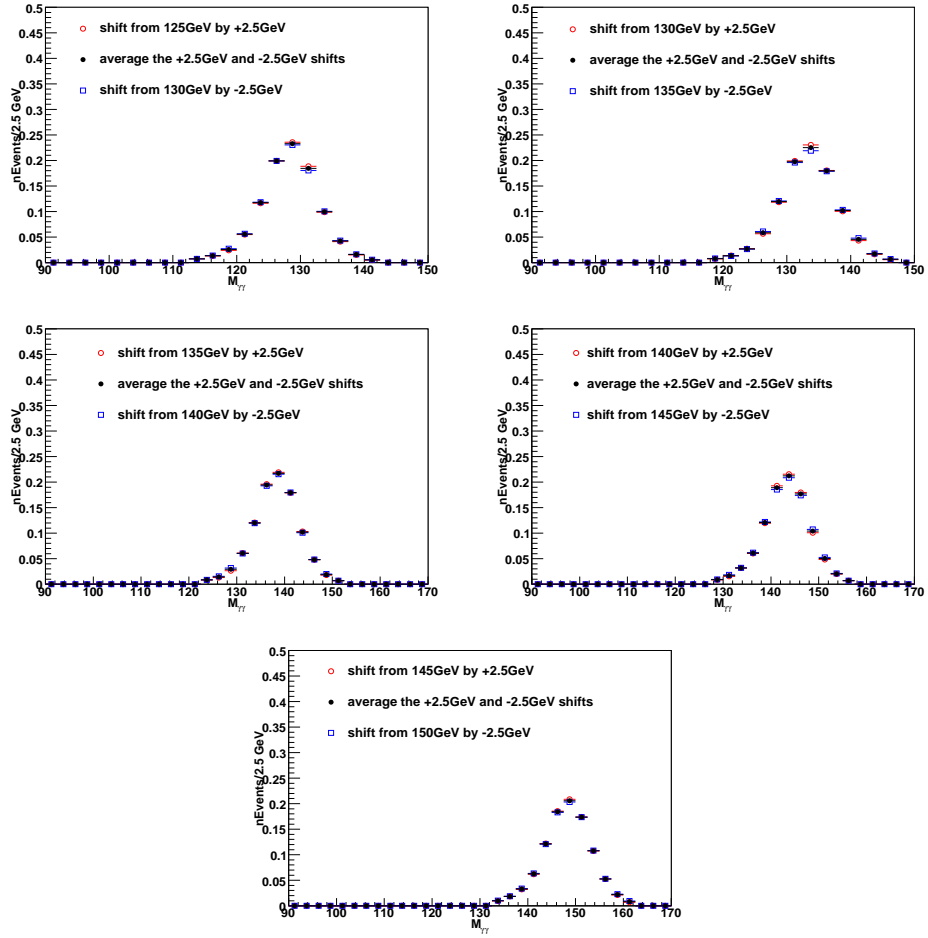 shift from 125GeV by +2.5GeV
average the +2.5GeV and -2.5GeV shifts
shift from 130GeV by -2.5GeV
nEvents/2.5 GeV
0.5
0.45
0.4
0.35
0.3
0.25
0.2
0.15
0.1
0.05
0
90 100 110 120 130 140 150
Mγγ
shift from 130GeV by +2.5GeV
average the +2.5GeV and -2.5GeV shifts
shift from 135GeV by -2.5GeV
nEvents/2.5 GeV
0.5
0.45
0.4
0.35
0.3
0.25
0.2
0.15
0.1
0.05
0
90 100 110 120 130 140 150
Mγγ
shift from 135GeV by +2.5GeV
average the +2.5GeV and -2.5GeV shifts
shift from 140GeV by -2.5GeV
nEvents/2.5 GeV
0.5
0.45
0.4
0.35
0.3
0.25
0.2
0.15
0.1
0.05
0
90 100 110 120 130 140 150 160 170
Mγγ
shift from 140GeV by +2.5GeV
average the +2.5GeV and -2.5GeV shifts
shift from 145GeV by -2.5GeV
nEvents/2.5 GeV
0.5
0.45
0.4
0.35
0.3
0.25
0.2
0.15
0.1
0.05
0
90 100 110 120 130 140 150 160 170
Mγγ
shift from 145GeV by +2.5GeV
average the +2.5GeV and -2.5GeV shifts
shift from 150GeV by -2.5GeV
nEvents/2.5 GeV
0.5
0.45
0.4
0.35
0.3
0.25
0.2
0.15
0.1
0.05
0
90 100 110 120 130 140 150 160 170
Mγγ